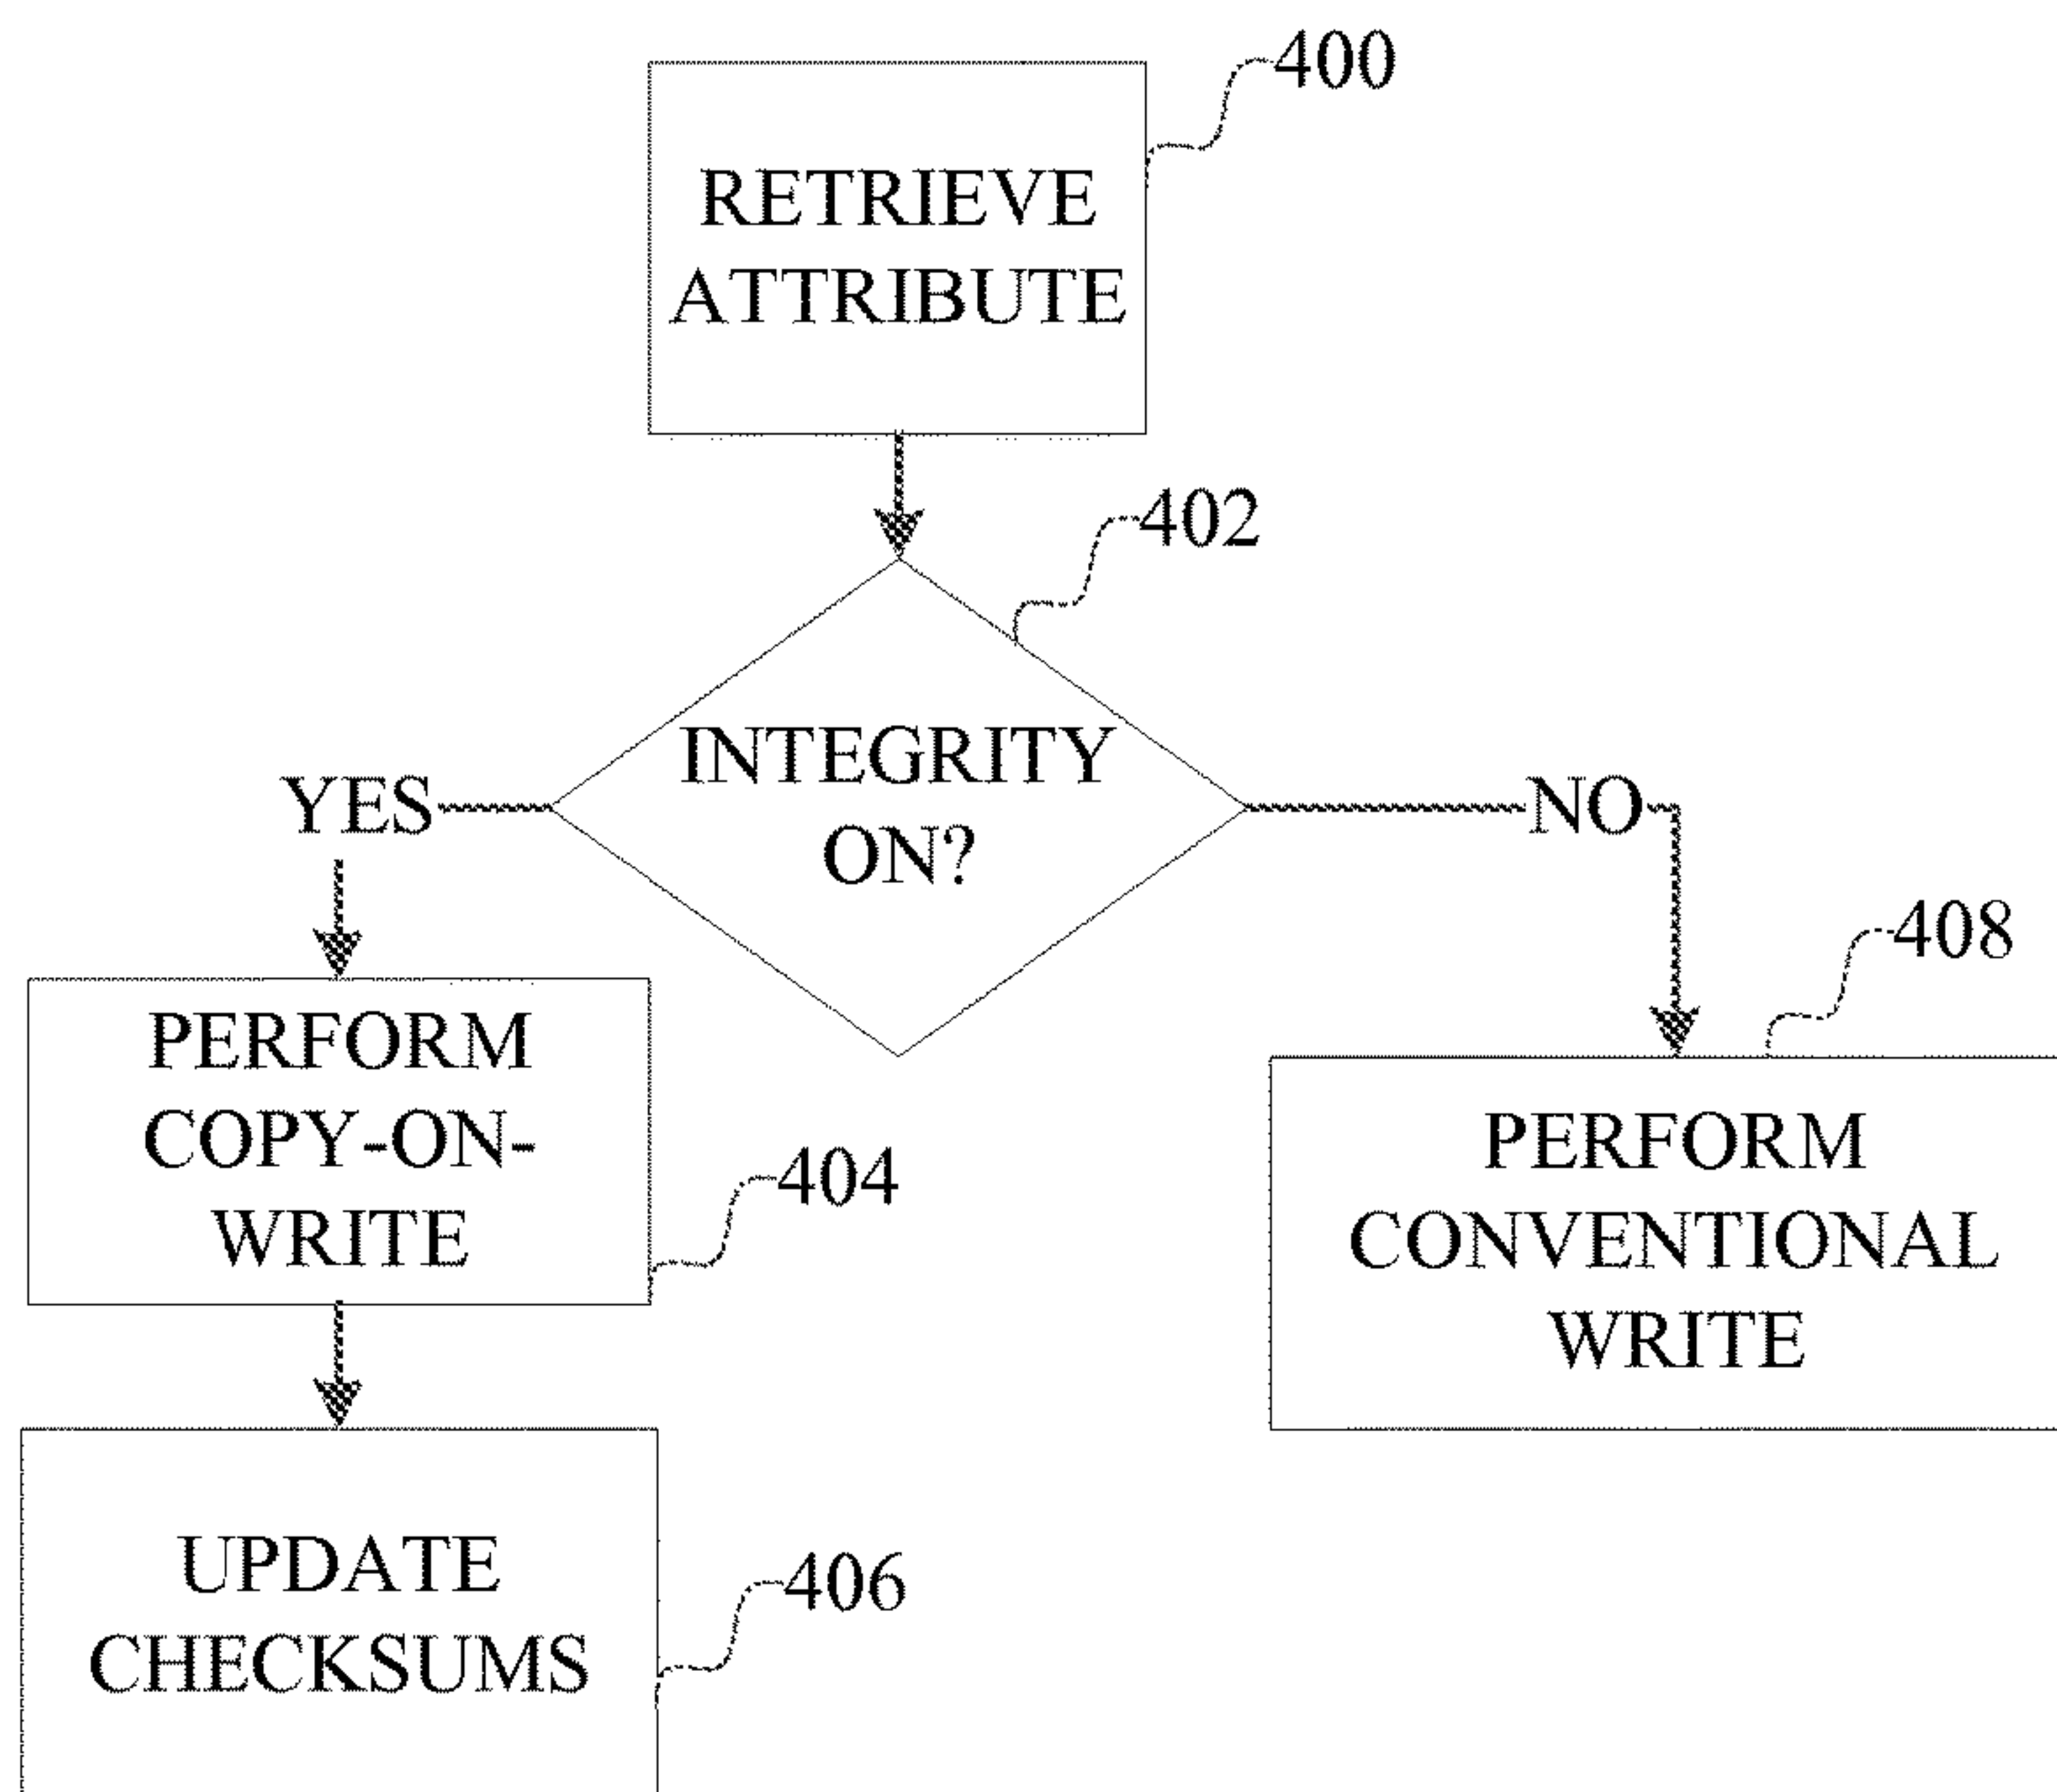 400
RETRIEVE
ATTRIBUTE
402
INTEGRITY
ON?
YES
NO
408
PERFORM
COPY-ON-
WRITE
404
PERFORM
CONVENTIONAL
WRITE
UPDATE
CHECKSUMS
406